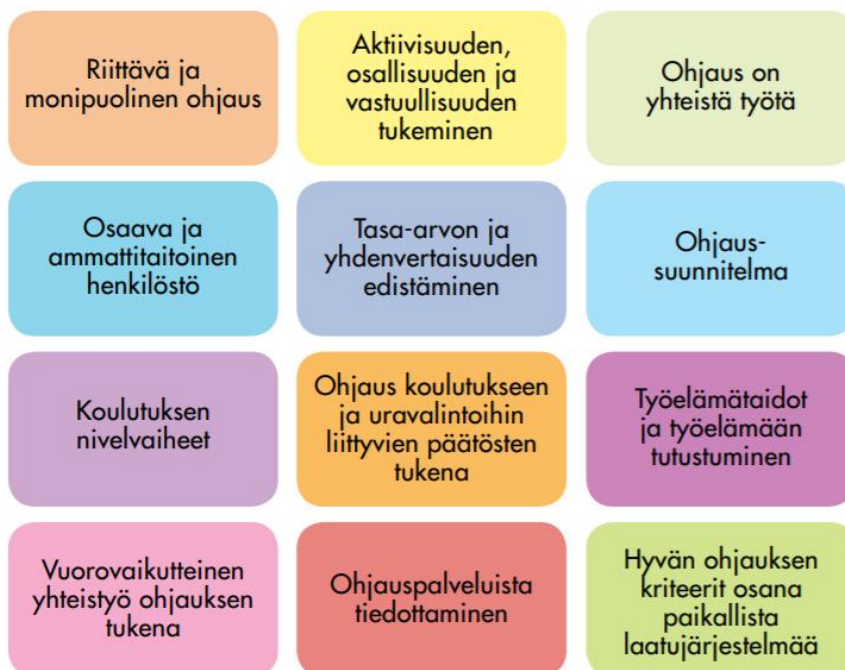 Riittävä ja
monipuolinen ohjaus
Aktiivisuuden,
osallisuuden ja
vastuullisuuden
tukeminen
Ohjaus on
yhteistä työtä
Osaava ja
ammattitaitoinen
henkilöstö
Tasa-arvon ja
yhdenvertaisuuden
edistäminen
Ohjaus-
suunnitelma
Koulutuksen
nivelvaiheet
Ohjaus koulutukseen
ja uravalintoihin
liittyvien päätösten
tukena
Työelämätaidot
ja työelämään
tutustuminen
Vuorovaikutteinen
yhteistyö ohjauksen
tukena
Ohjauspalveluista
tiedottaminen
Hyvän ohjauksen
kriteerit osana
paikallista
laatujärjestelmää